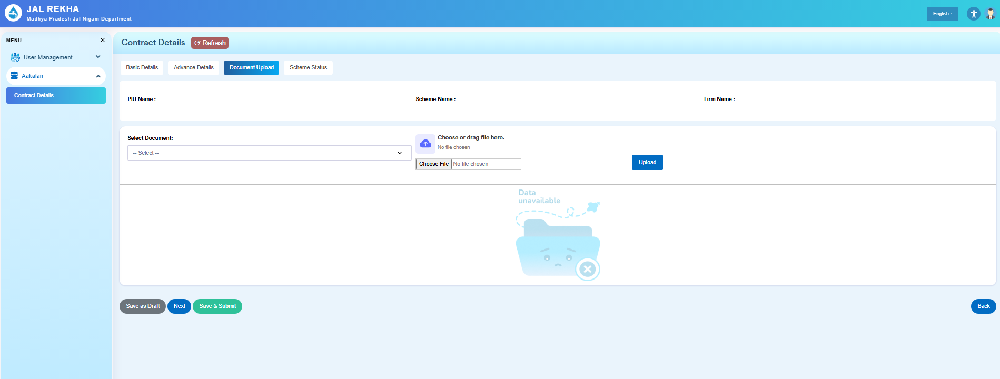 JAL REKHA
Madhya Pradesh Jal Nigam Department
English
MENU
User Management
Aakalan
Contract Details
Contract Details
Refresh
Basic Details
Advance Details
Document Upload
Scheme Status
PIU Name :
Scheme Name :
Firm Name :
Select Document:
-- Select --
Choose or drag file here.
No file chosen
Choose File No file chosen
Upload
Data
unavailable
Save as Draft
Next
Save & Submit
Back